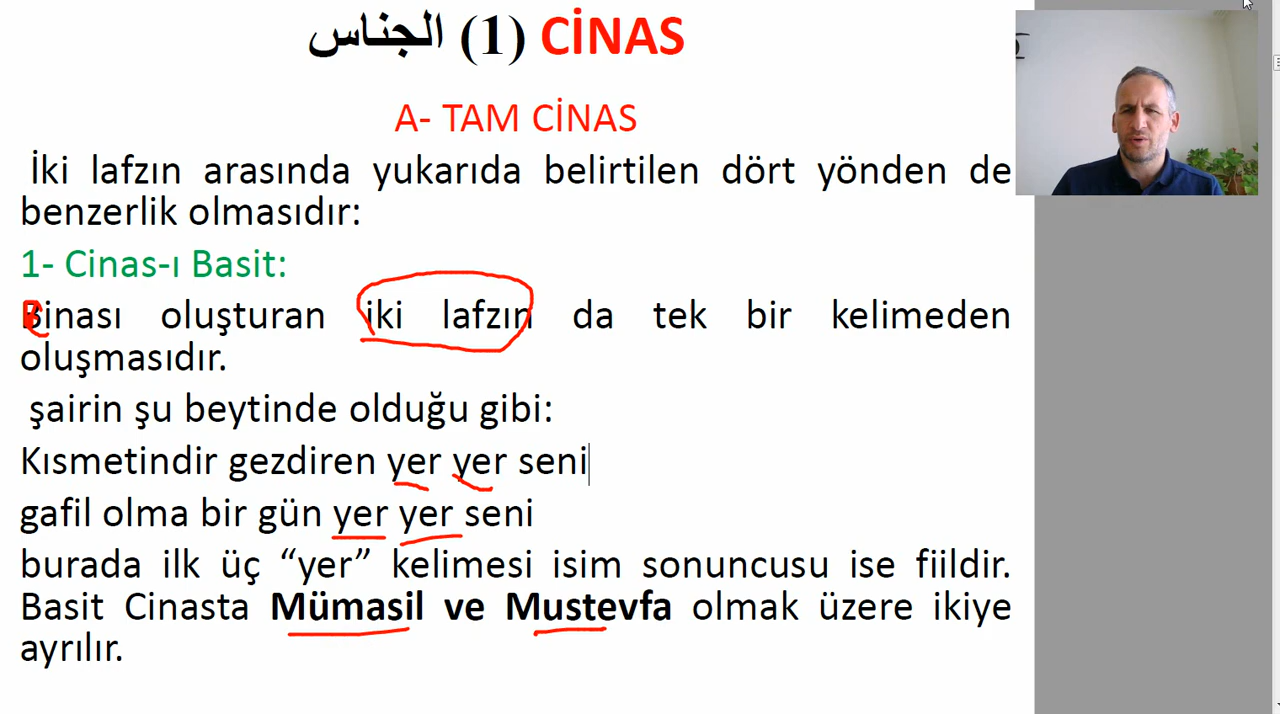 الجناس (1) CİNAS
A- TAM CİNAS
İki lafzın arasında yukarıda belirtilen dört yönden de
benzerlik olmasıdır:
1- Cinas-ı Basit:
Binası oluşturan iki lafzın da tek bir kelimeden
oluşmasıdır.
şairin şu beytinde olduğu gibi:
Kısmetindir gezdiren yer yer seni
gafil olma bir gün yer yer seni
burada ilk üç “yer” kelimesi isim sonuncusu ise fiildir.
Basit Cinasta Mümasil ve Mustevfa olmak üzere ikiye
ayrılır.